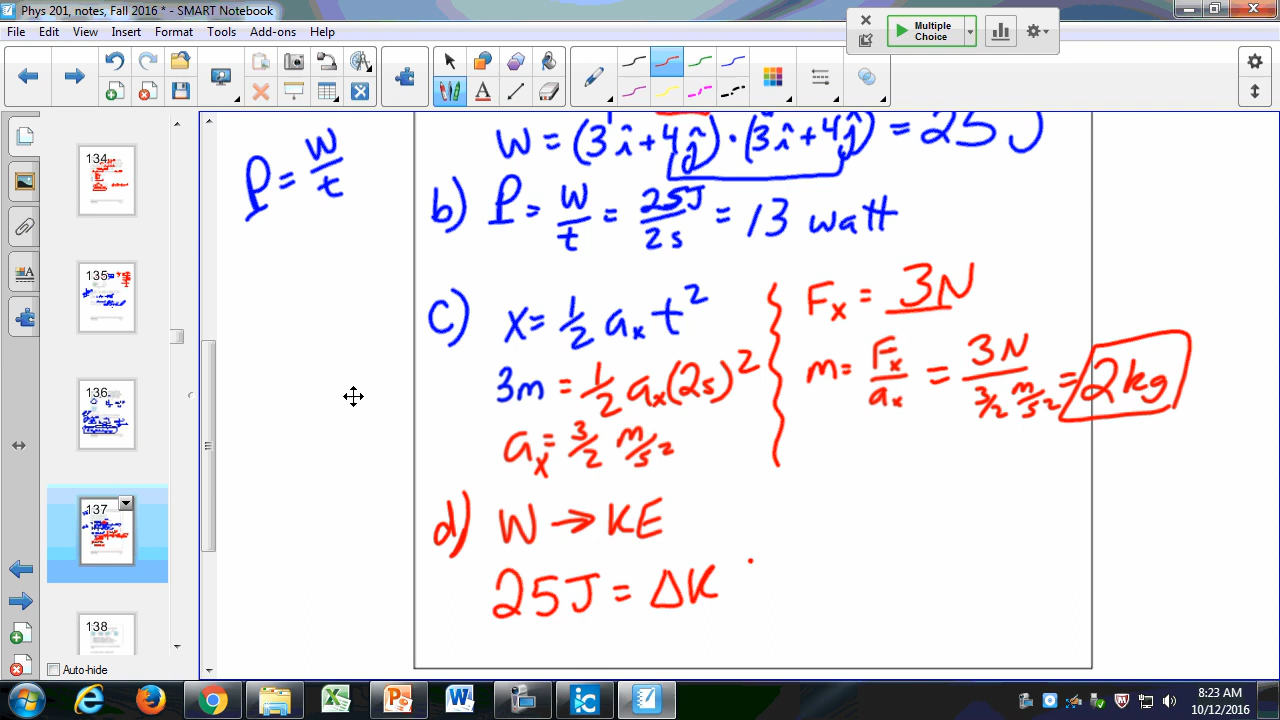 Phys 201, notes, Fall 2016 * - SMART Notebook
Multiple Choice
File Edit View Insert Format Tools Add-ons Help
134
135
136
137
138
Auto-hide
P = W/t
W = (3î + 4ĵ) · (3î + 4ĵ) = 25 J
b) P = W/t = 25J/2s = 13 watt
c) x = 1/2 aₓ t²
3m = 1/2 aₓ(2s)²
aₓ = 3/2 m/s²
Fₓ = 3N
m = Fₓ/aₓ = 3N/(3/2 m/s²) = 2kg
d) W → KE
25J = ΔK
8:23 AM
10/12/2016